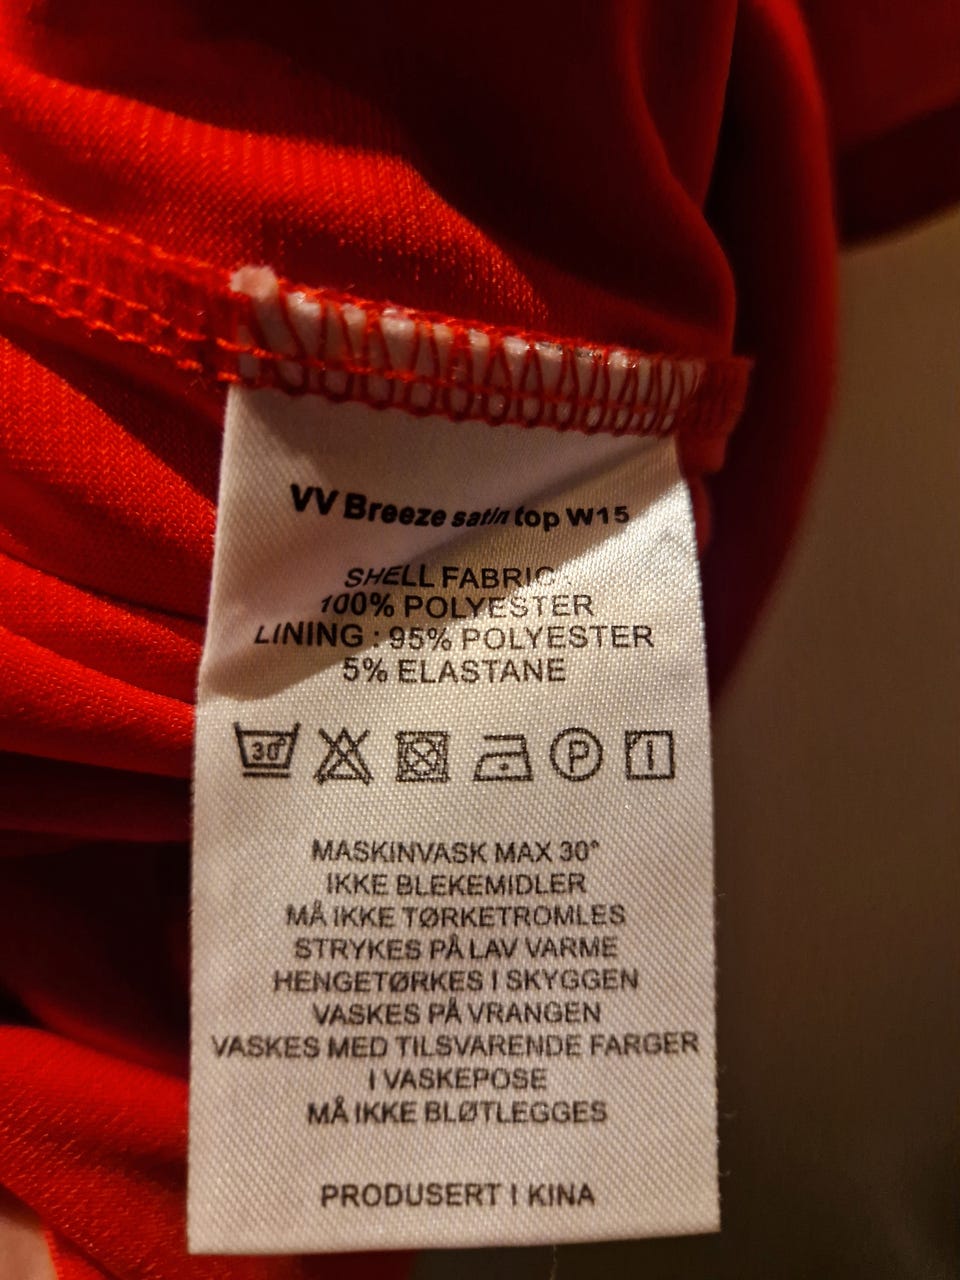 VV Breeze satin top W15
SHELL FABRIC :
100% POLYESTER
LINING : 95% POLYESTER
5% ELASTANE
30° P
MASKINVASK MAX 30°
IKKE BLEKEMIDLER
MÅ IKKE TØRKETROMLES
STRYKES PÅ LAV VARME
HENGETØRKES I SKYGGEN
VASKES PÅ VRANGEN
VASKES MED TILSVARENDE FARGER
I VASKEPOSE
MÅ IKKE BLØTLEGGES
PRODUSERT I KINA